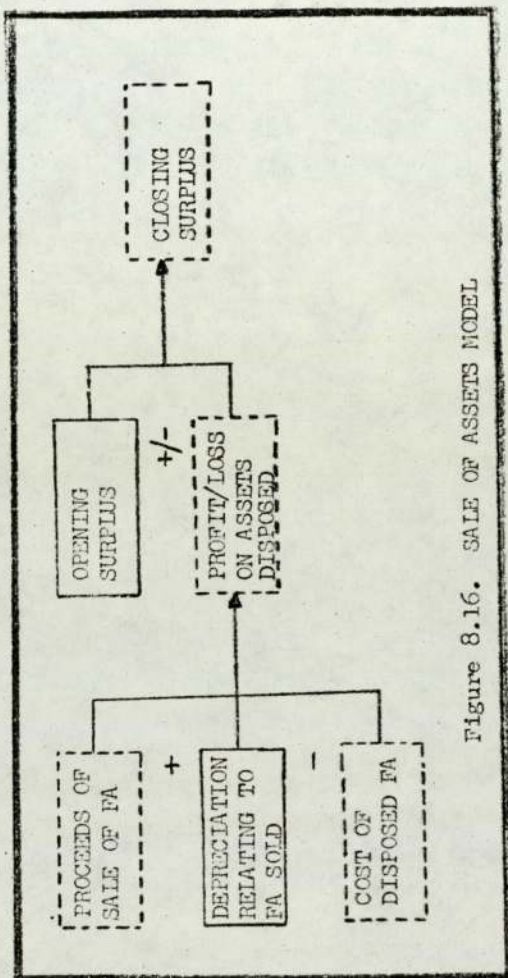 PROCEEDS OF
SALE OF FA
+
DEPRECIATION
RELATING TO
FA SOLD
-
COST OF
DISPOSED FA
OPENING
SURPLUS
+/-
PROFIT/LOSS
ON ASSETS
DISPOSED
CLOSING
SURPLUS
Figure 8.16. SALE OF ASSETS MODEL